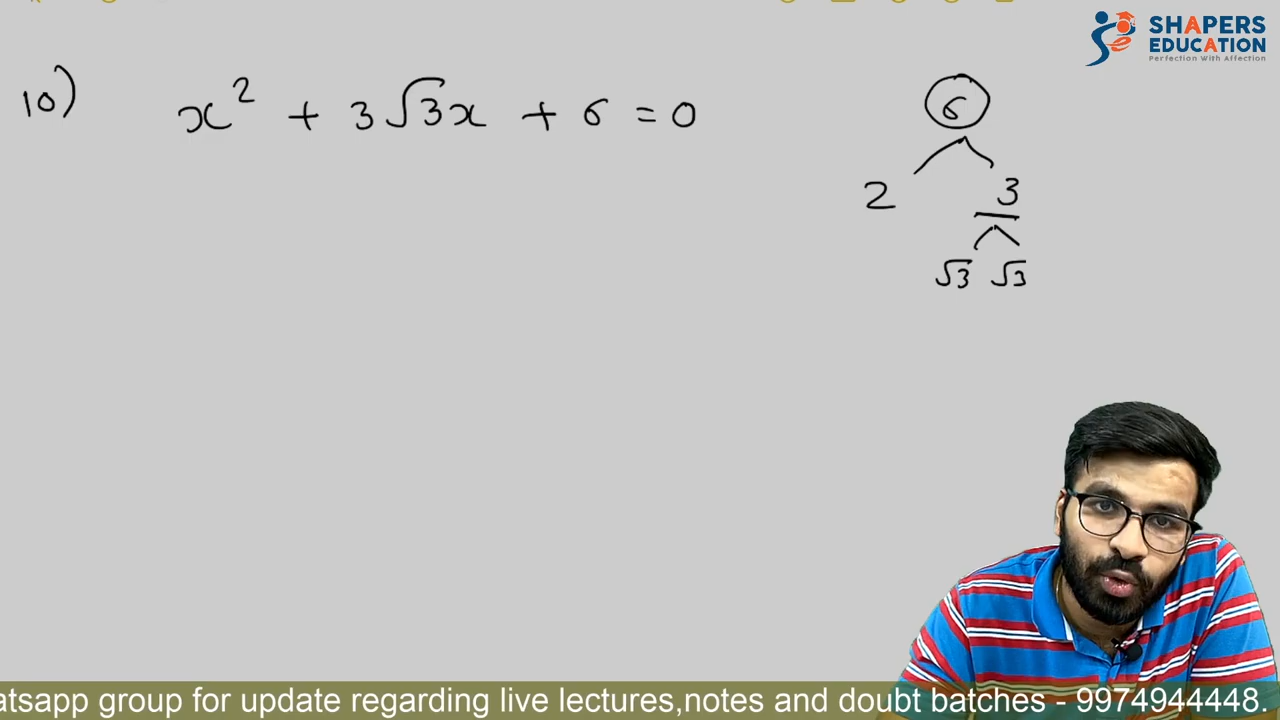 SHAPERS
EDUCATION
Perfection With Affection
10) x² + 3√3x + 6 = 0
6
2 3
√3 √3
atsapp group for update regarding live lectures,notes and doubt batches - 9974944448.